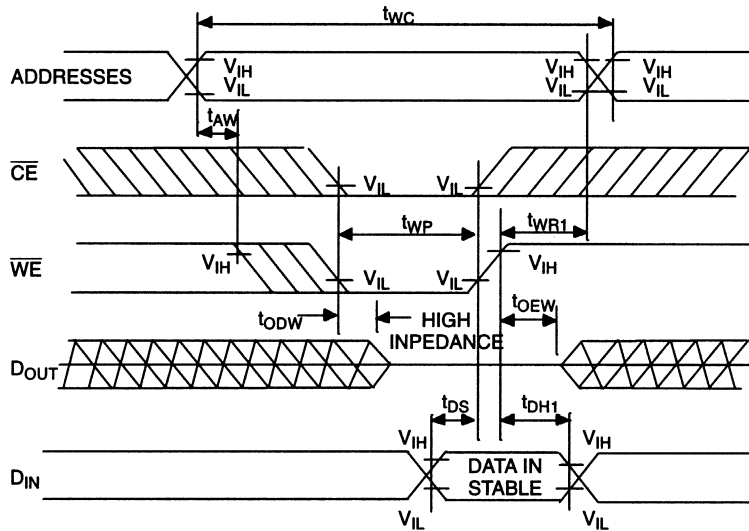 tWC
ADDRESSES
VIH VIH VIH
VIL VIL VIL
tAW
CE
VIL VIL
tWP tWR1
WE
VIH VIL VIL VIH
tODW HIGH tOEW
INPEDANCE
DOUT
tDS tDH1
VIH VIH
DIN DATA IN
STABLE
VIL VIL